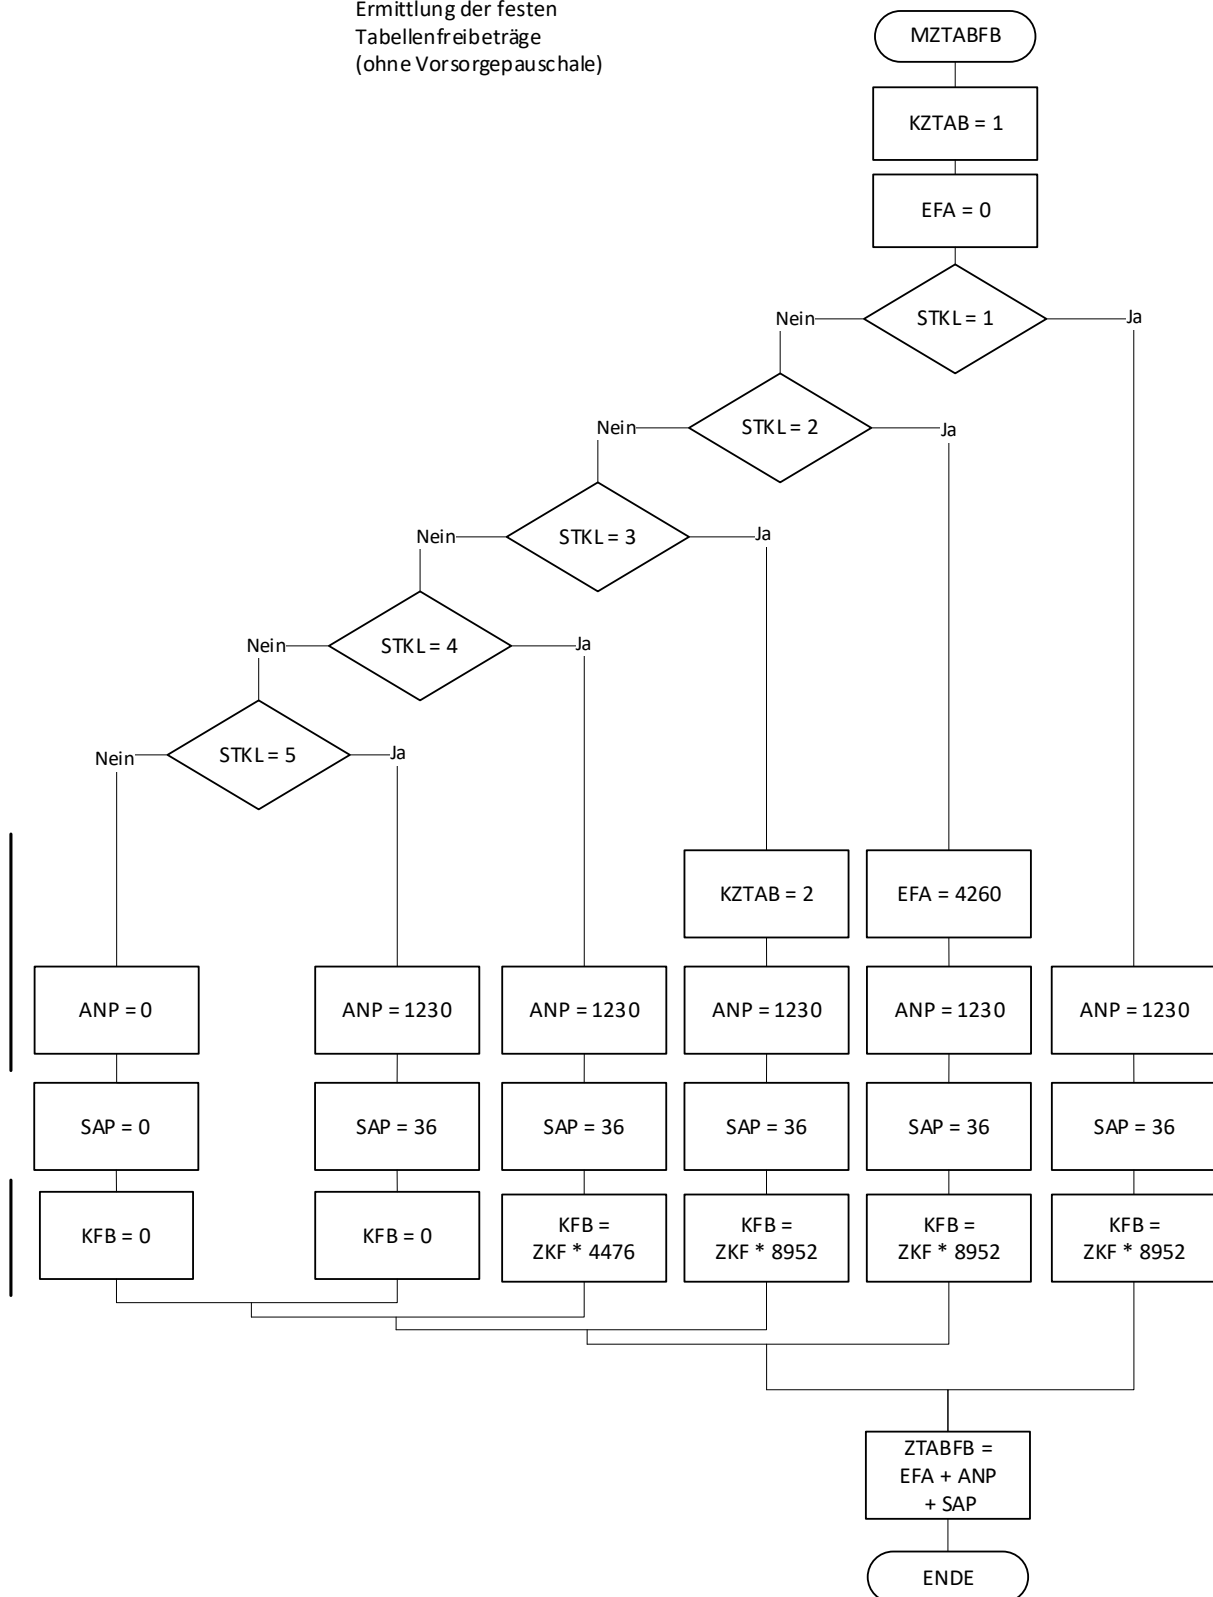 Ermittlung der festen
Tabellenfreibeträge
(ohne Vorsorgepauschale)
MZTABFB
KZTAB = 1
EFA = 0
STKL = 1
Nein
Ja
STKL = 2
Nein
Ja
STKL = 3
Nein
Ja
STKL = 4
Nein
Ja
STKL = 5
Nein
Ja
KZTAB = 2
EFA = 4260
ANP = 0
ANP = 1230
ANP = 1230
ANP = 1230
ANP = 1230
ANP = 1230
SAP = 0
SAP = 36
SAP = 36
SAP = 36
SAP = 36
SAP = 36
KFB = 0
KFB = 0
KFB =
ZKF * 4476
KFB =
ZKF * 8952
KFB =
ZKF * 8952
KFB =
ZKF * 8952
ZTABFB =
EFA + ANP
+ SAP
ENDE